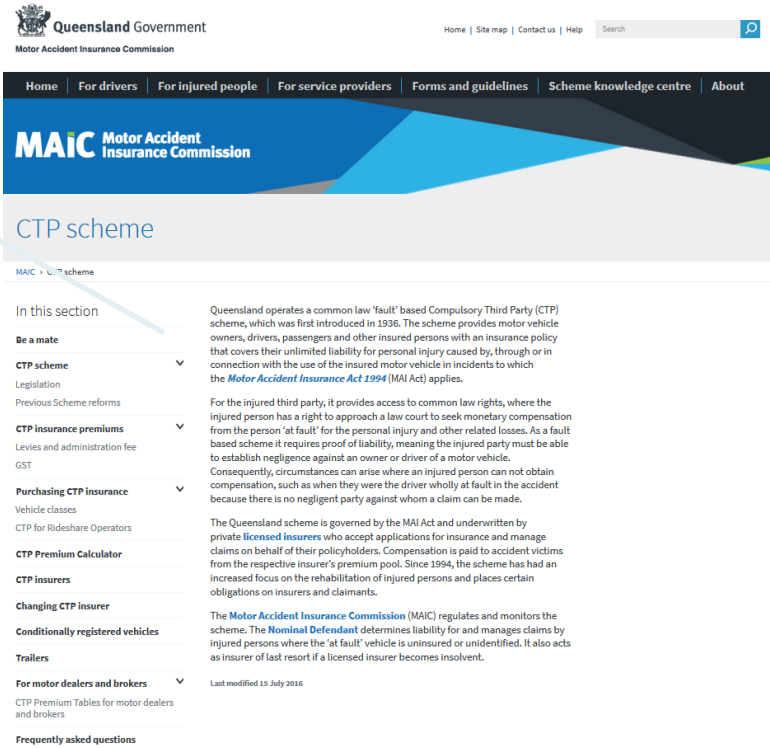 Queensland Government
Motor Accident Insurance Commission
Home | Site map | Contact us | Help
Search
Home | For drivers | For injured people | For service providers | Forms and guidelines | Scheme knowledge centre | About
MAiC Motor Accident
Insurance Commission
CTP scheme
MAIC › CTP scheme
In this section
Be a mate
CTP scheme
Legislation
Previous Scheme reforms
CTP insurance premiums
Levies and administration fee
GST
Purchasing CTP insurance
Vehicle classes
CTP for Rideshare Operators
CTP Premium Calculator
CTP insurers
Changing CTP insurer
Conditionally registered vehicles
Trailers
For motor dealers and brokers
CTP Premium Tables for motor dealers
and brokers
Frequently asked questions
Queensland operates a common law 'fault' based Compulsory Third Party (CTP)
scheme, which was first introduced in 1936. The scheme provides motor vehicle
owners, drivers, passengers and other insured persons with an insurance policy
that covers their unlimited liability for personal injury caused by, through or in
connection with the use of the insured motor vehicle in incidents to which
the Motor Accident Insurance Act 1994 (MAI Act) applies.
For the injured third party, it provides access to common law rights, where the
injured person has a right to approach a law court to seek monetary compensation
from the person 'at fault' for the personal injury and other related losses. As a fault
based scheme it requires proof of liability, meaning the injured party must be able
to establish negligence against an owner or driver of a motor vehicle.
Consequently, circumstances can arise where an injured person can not obtain
compensation, such as when they were the driver wholly at fault in the accident
because there is no negligent party against whom a claim can be made.
The Queensland scheme is governed by the MAI Act and underwritten by
private licensed insurers who accept applications for insurance and manage
claims on behalf of their policyholders. Compensation is paid to accident victims
from the respective insurer's premium pool. Since 1994, the scheme has had an
increased focus on the rehabilitation of injured persons and places certain
obligations on insurers and claimants.
The Motor Accident Insurance Commission (MAIC) regulates and monitors the
scheme. The Nominal Defendant determines liability for and manages claims by
injured persons where the 'at fault' vehicle is uninsured or unidentified. It also acts
as insurer of last resort if a licensed insurer becomes insolvent.
Last modified 15 July 2016